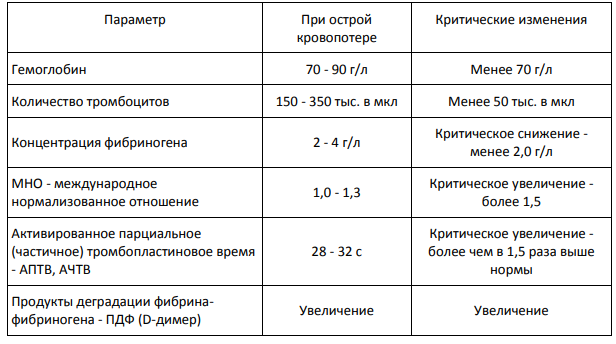 Параметр
При острой
кровопотере
Критические изменения
Гемоглобин
70 - 90 г/л
Менее 70 г/л
Количество тромбоцитов
150 - 350 тыс. в мкл
Менее 50 тыс. в мкл
Концентрация фибриногена
2 - 4 г/л
Критическое снижение -
менее 2,0 г/л
МНО - международное
нормализованное отношение
1,0 - 1,3
Критическое увеличение -
более 1,5
Активированное парциальное
(частичное) тромбопластиновое время
- АПТВ, АЧТВ
28 - 32 с
Критическое увеличение -
более чем в 1,5 раза выше
нормы
Продукты деградации фибрина-
фибриногена - ПДФ (D-димер)
Увеличение
Увеличение